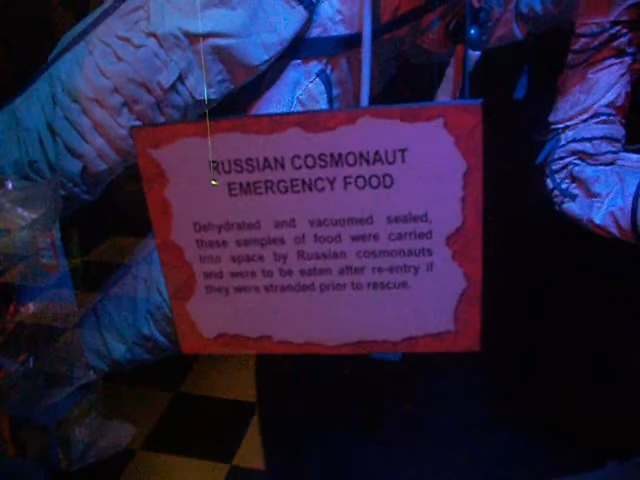 RUSSIAN COSMONAUT
EMERGENCY FOOD
Dehydrated and vacuumed sealed,
these samples of food were carried
into space by Russian cosmonauts
and were to be eaten after re-entry if
they were stranded prior to rescue.